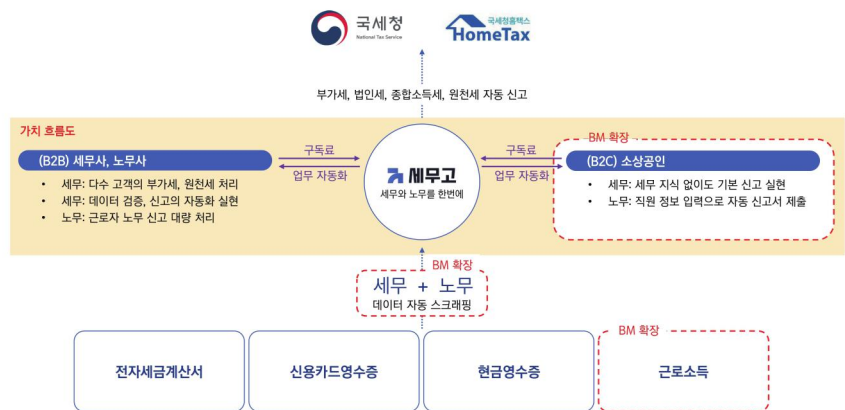 국세청
National Tax Service
국세청홈택스
HomeTax
부가세, 법인세, 종합소득세, 원천세 자동 신고
가치 흐름도
BM 확장
(B2B) 세무사, 노무사
구독료
업무 자동화
세무고
세무와 노무를 한번에
구독료
업무 자동화
(B2C) 소상공인
• 세무: 다수 고객의 부가세, 원천세 처리
• 세무: 데이터 검증, 신고의 자동화 실현
• 노무: 근로자 노무 신고 대량 처리
• 세무: 세무 지식 없이도 기본 신고 실현
• 노무: 직원 정보 입력으로 자동 신고서 제출
BM 확장
세무 + 노무
데이터 자동 스크래핑
BM 확장
전자세금계산서
신용카드영수증
현금영수증
근로소득